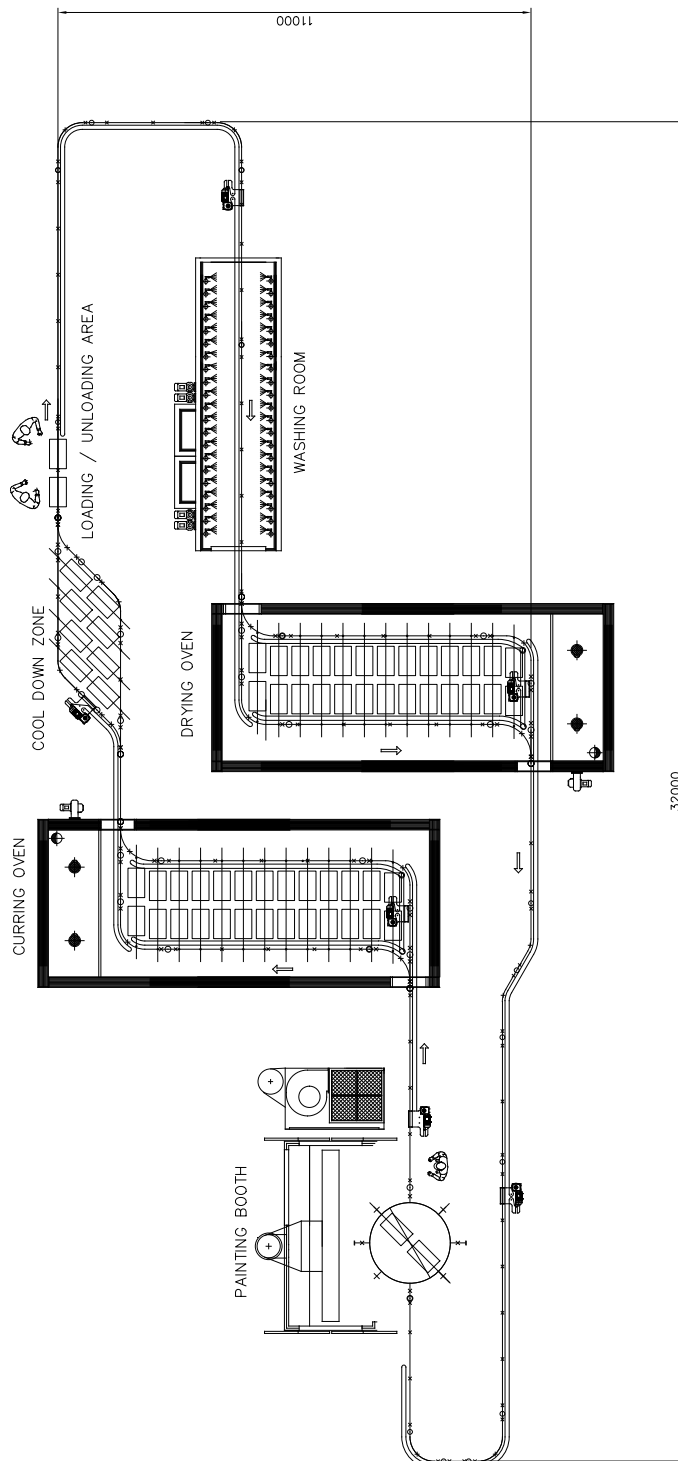 11000
LOADING / UNLOADING AREA
WASHING ROOM
COOL DOWN ZONE
DRYING OVEN
32000
CURRING OVEN
PAINTING BOOTH